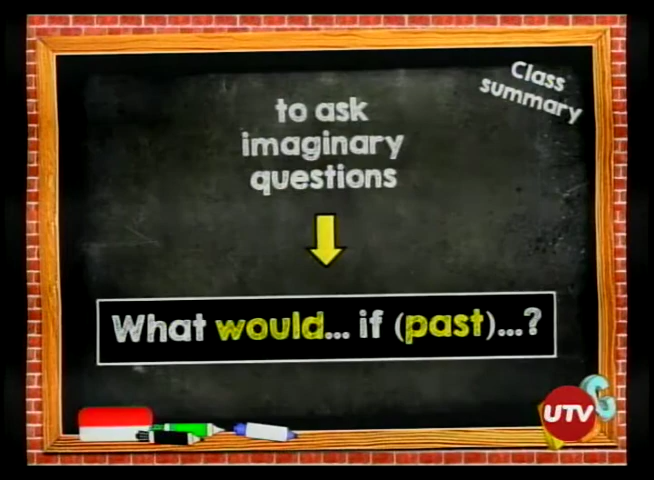 Class
summary
to ask
imaginary
questions
What would... if (past)...?
UTV